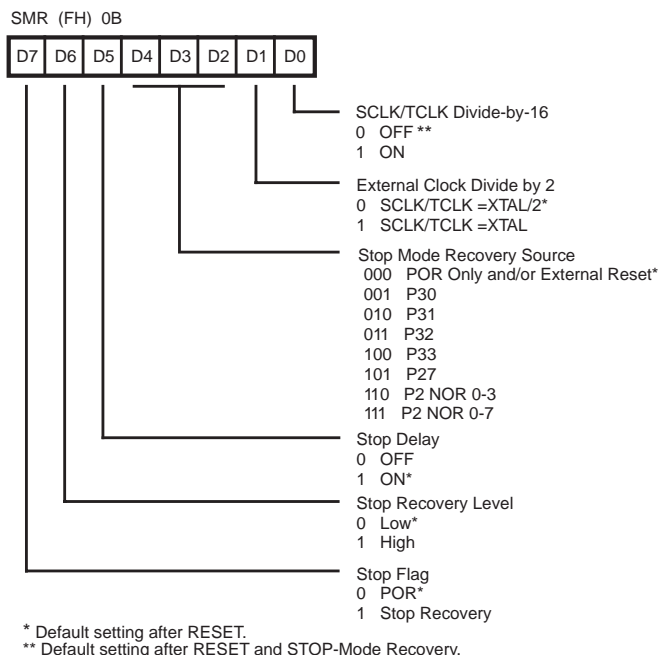 SMR (FH) 0B
D7 D6 D5 D4 D3 D2 D1 D0
SCLK/TCLK Divide-by-16
0 OFF **
1 ON
External Clock Divide by 2
0 SCLK/TCLK =XTAL/2*
1 SCLK/TCLK =XTAL
Stop Mode Recovery Source
000 POR Only and/or External Reset*
001 P30
010 P31
011 P32
100 P33
101 P27
110 P2 NOR 0-3
111 P2 NOR 0-7
Stop Delay
0 OFF
1 ON*
Stop Recovery Level
0 Low*
1 High
Stop Flag
0 POR*
1 Stop Recovery
* Default setting after RESET.
** Default setting after RESET and STOP-Mode Recovery.